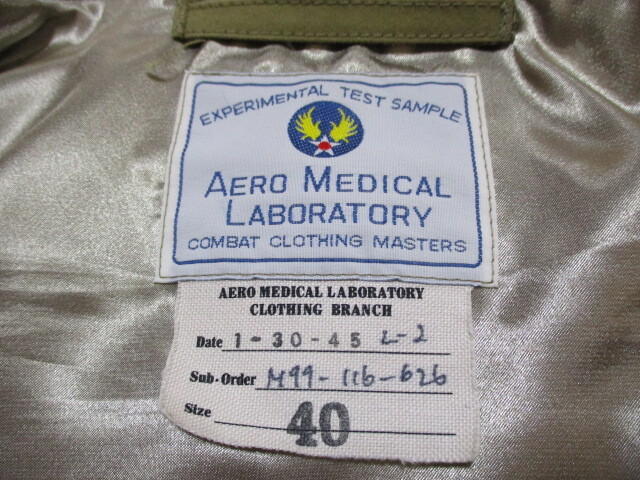 EXPERIMENTAL TEST SAMPLE
AERO MEDICAL
LABORATORY
COMBAT CLOTHING MASTERS
AERO MEDICAL LABORATORY
CLOTHING BRANCH
Date 1-30-45 L-2
Sub-Order M99-116-626
Size 40